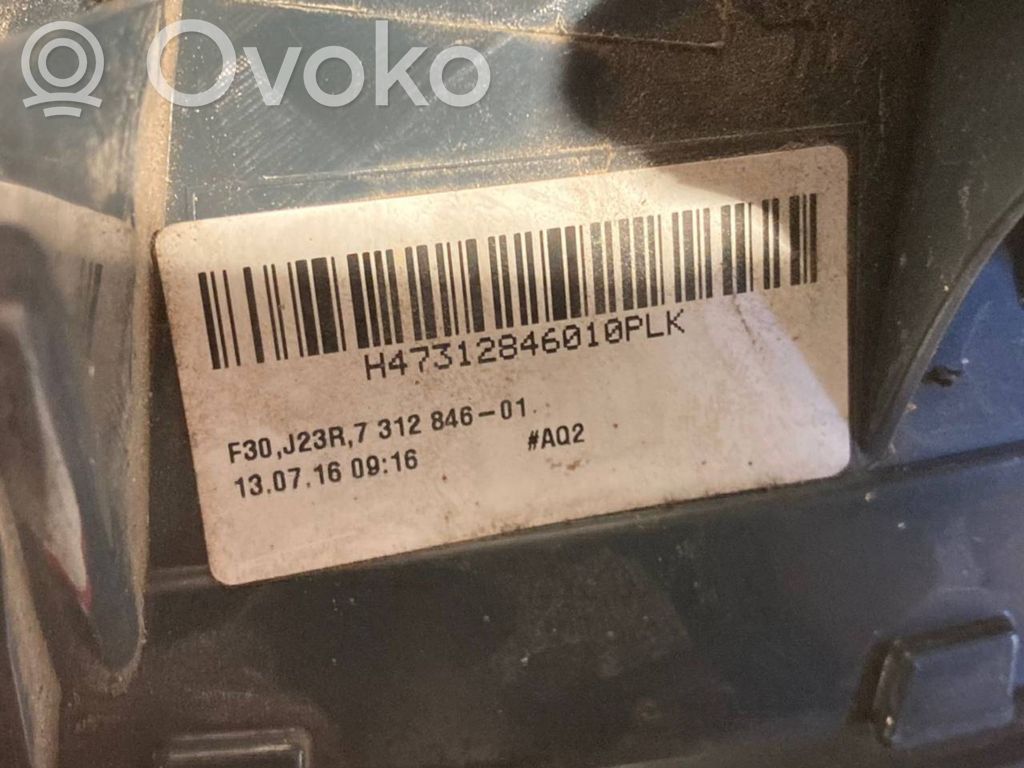 Ovoko
H47312846010PLK
F30,J23R,7 312 846-01
13.07.16 09:16 #AQ2